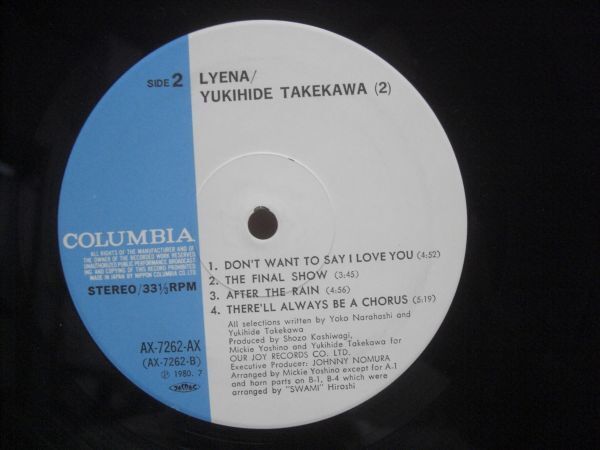 SIDE 2
LYENA/
YUKIHIDE TAKEKAWA (2)
COLUMBIA
ALL RIGHTS OF THE MANUFACTURER AND OF
THE OWNER OF THE RECORDED WORK RESERVED
UNAUTHORIZED PUBLIC PERFORMANCE BROADCAST
ING AND COPYING OF THIS RECORD PROHIBITED
MADE IN JAPAN BY NIPPON COLUMBIA CO. LTD.
STEREO/33⅓RPM
1. DON'T WANT TO SAY I LOVE YOU (4:52)
2. THE FINAL SHOW (3:45)
3. AFTER THE RAIN (4:56)
4. THERE'LL ALWAYS BE A CHORUS (5:19)
AX-7262-AX
(AX-7262-B)
Ⓟ 1980. 7
All selections written by Yoko Narahashi and
Yukihide Takekawa
Produced by Shozo Kashiwagi,
Mickie Yoshino and Yukihide Takekawa for
OUR JOY RECORDS CO. LTD.
Executive Producer: JOHNNY NOMURA
Arranged by Mickie Yoshino except for A-1
and horn parts on B-1, B-4 which were
arranged by "SWAMI" Hiroshi